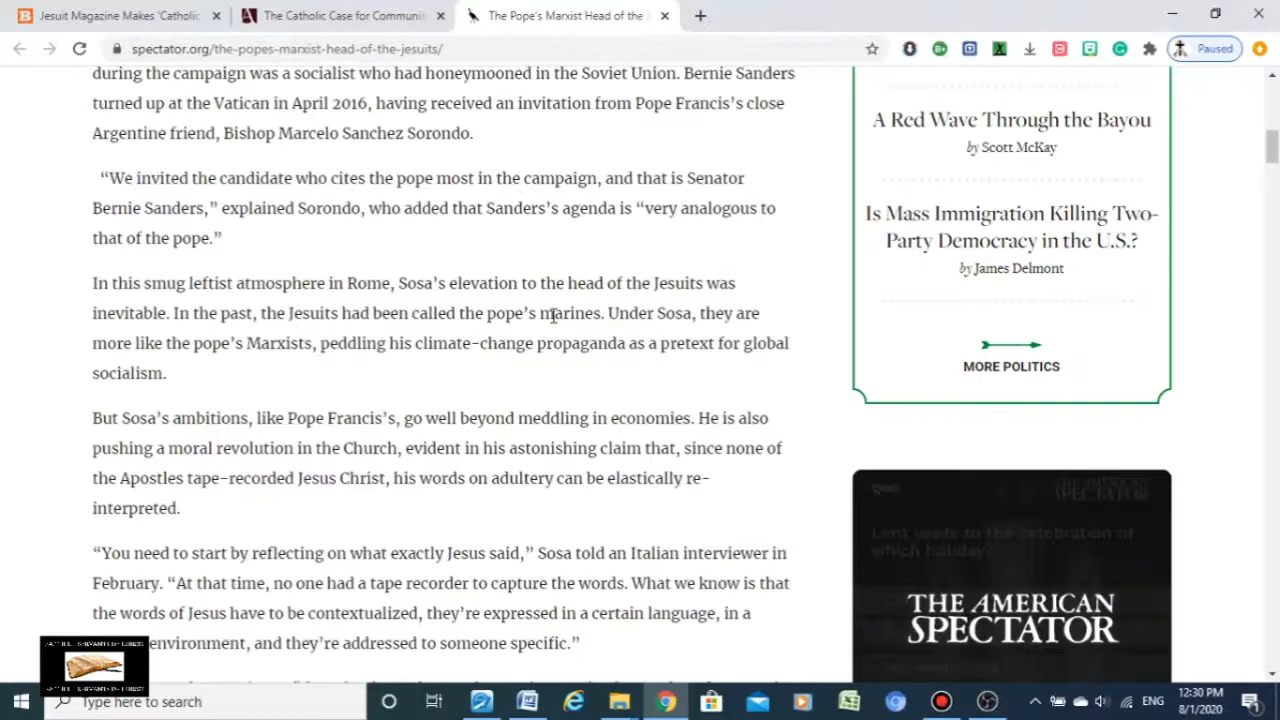 Jesuit Magazine Makes 'Catholic
The Catholic Case for Communis
The Pope's Marxist Head of the J
spectator.org/the-popes-marxist-head-of-the-jesuits/
Paused
during the campaign was a socialist who had honeymooned in the Soviet Union. Bernie Sanders
turned up at the Vatican in April 2016, having received an invitation from Pope Francis's close
Argentine friend, Bishop Marcelo Sanchez Sorondo.
“We invited the candidate who cites the pope most in the campaign, and that is Senator
Bernie Sanders,” explained Sorondo, who added that Sanders's agenda is “very analogous to
that of the pope.”
In this smug leftist atmosphere in Rome, Sosa's elevation to the head of the Jesuits was
inevitable. In the past, the Jesuits had been called the pope's marines. Under Sosa, they are
more like the pope's Marxists, peddling his climate-change propaganda as a pretext for global
socialism.
But Sosa's ambitions, like Pope Francis's, go well beyond meddling in economies. He is also
pushing a moral revolution in the Church, evident in his astonishing claim that, since none of
the Apostles tape-recorded Jesus Christ, his words on adultery can be elastically re-
interpreted.
“You need to start by reflecting on what exactly Jesus said,” Sosa told an Italian interviewer in
February. “At that time, no one had a tape recorder to capture the words. What we know is that
the words of Jesus have to be contextualized, they're expressed in a certain language, in a
environment, and they're addressed to someone specific.”
A Red Wave Through the Bayou
by Scott McKay
Is Mass Immigration Killing Two-
Party Democracy in the U.S.?
by James Delmont
MORE POLITICS
THE AMERICAN SPECTATOR
Lent leads to the celebration of
which holiday?
THE AMERICAN
SPECTATOR
Type here to search
ENG
12:30 PM
8/1/2020